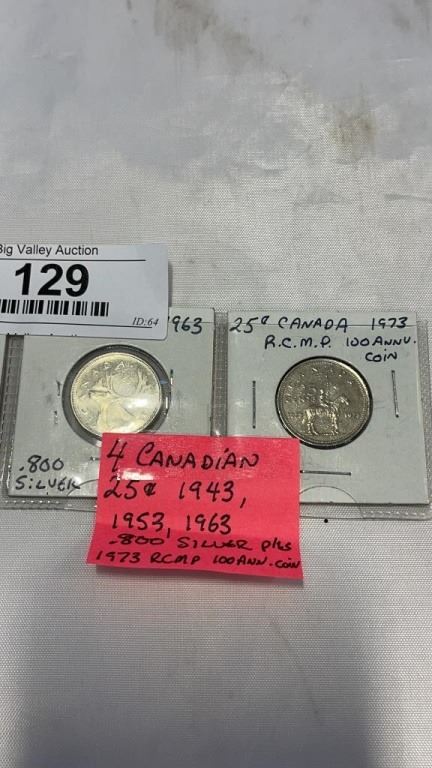 Big Valley Auction
129
ID:64
1963
.800
SILVER
25¢ CANADA 1973
R.C.M.P. 100 ANNV.
COIN
4 CANADIAN
25¢ 1943,
1953, 1963
.800 SILVER plus
1973 RCMP 100 ANN. COIN